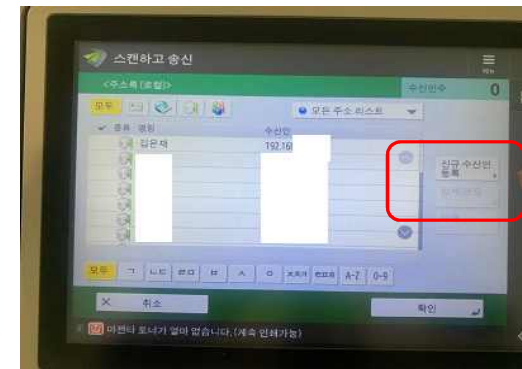 스캔하고 송신
<주소록 [로컬]>
수신인수 0
모두
모든 주소 리스트
종류 명칭 수신인
김은채 192.168
신규 수신인
등록
모두 ㄱ ㄴㄷ ㄹㅁ ㅂ ㅅ ㅇ ㅈㅊㅋ ㅌㅍㅎ A-Z 0-9
취소
확인
마젠타 토너가 얼마 없습니다.(계속 인쇄가능)